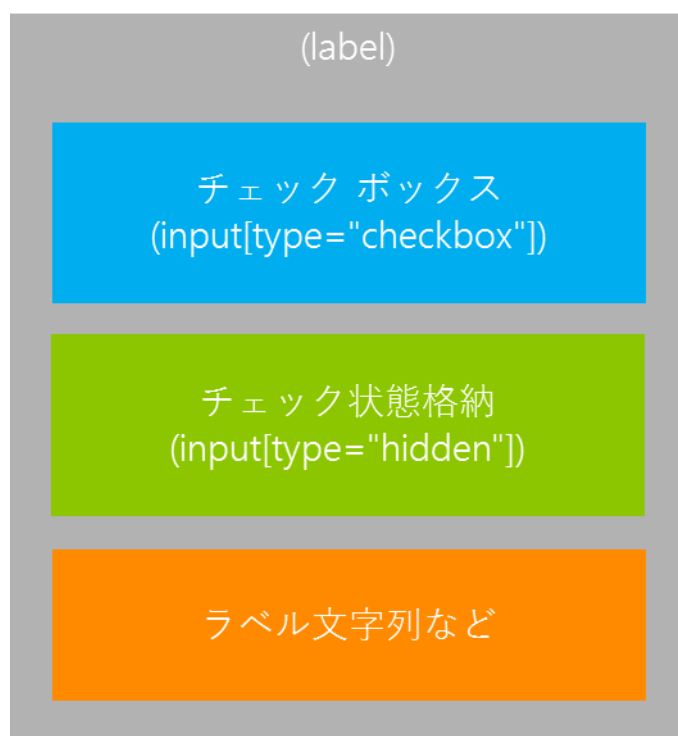 (label)
チェック ボックス
(input[type="checkbox"])
チェック状態格納
(input[type="hidden"])
ラベル文字列など